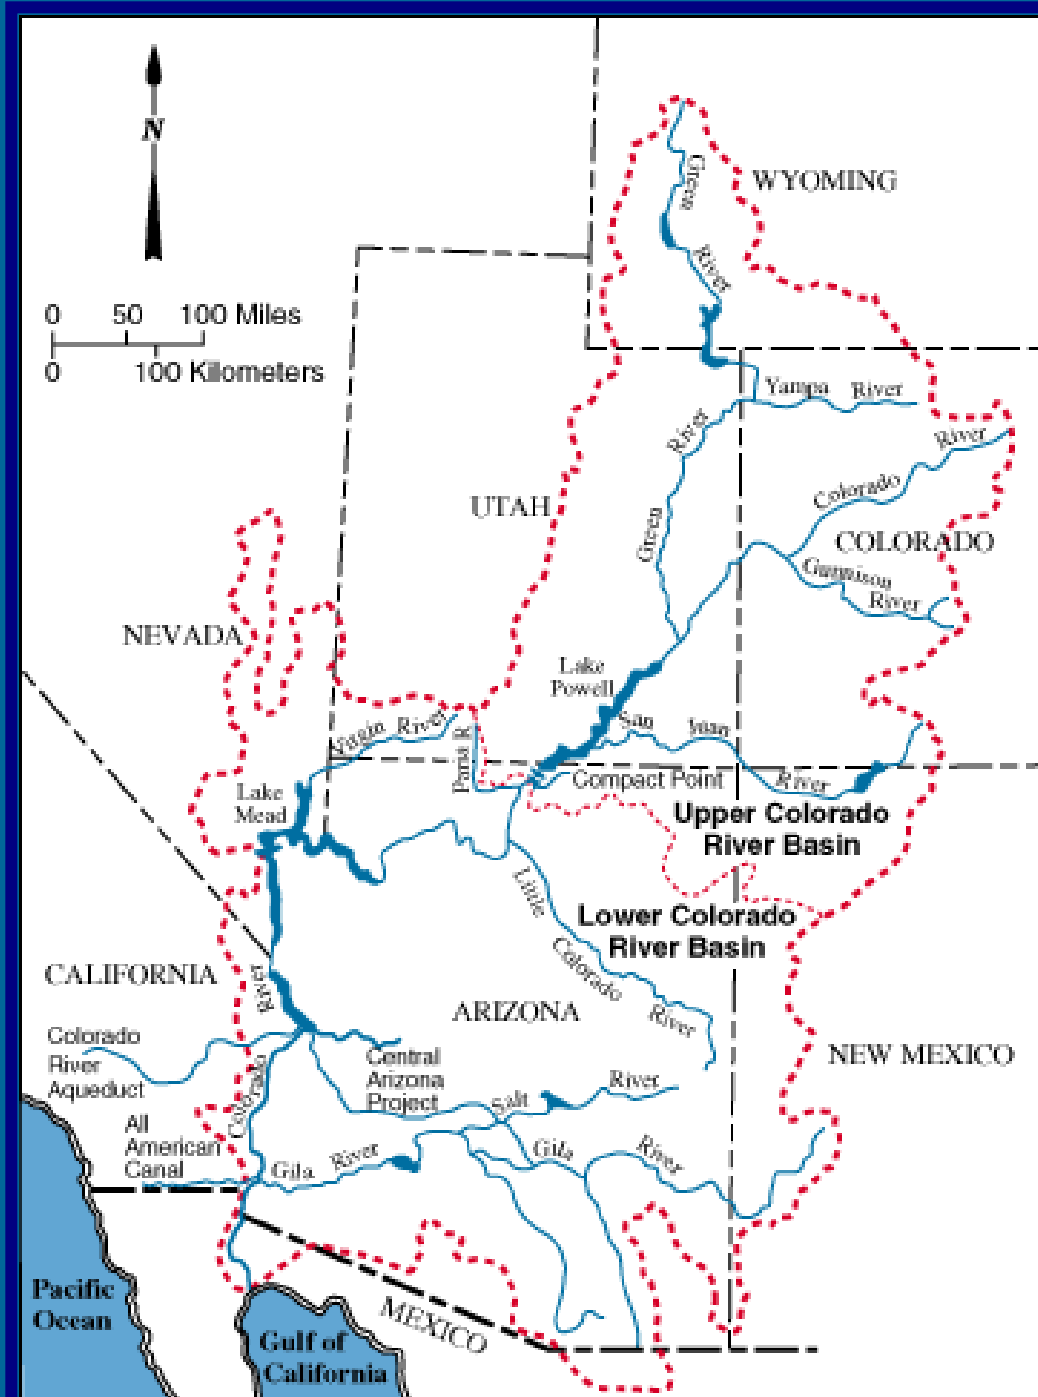 N
0 50 100 Miles
0 100 Kilometers
WYOMING
Green
River
Yampa River
River
Green
Colorado
River
UTAH
COLORADO
Gunnison
River
NEVADA
Lake
Powell
San Juan
River
Virgin River
Paria R.
Compact Point
Lake
Mead
Upper Colorado
River Basin
Little
Colorado
River
Lower Colorado
River Basin
CALIFORNIA
River
Colorado
ARIZONA
NEW MEXICO
Colorado
River
Aqueduct
Central
Arizona
Project
Salt
River
All
American
Canal
Gila River
Gila
River
MEXICO
Pacific
Ocean
Gulf of
California